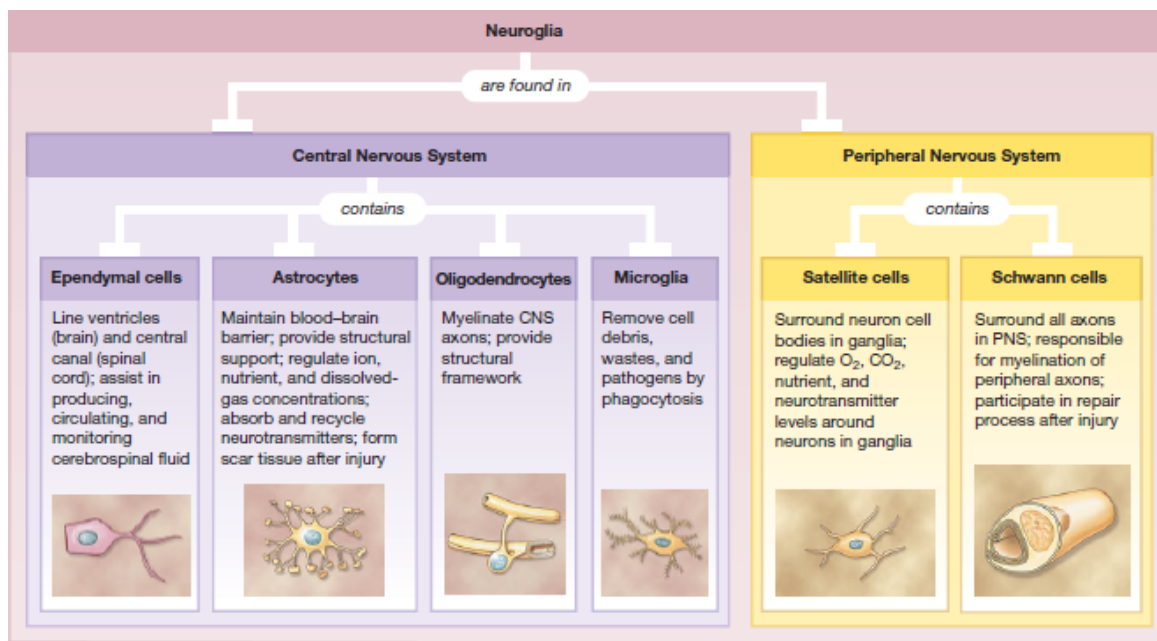 Neuroglia
are found in
Central Nervous System
contains
Ependymal cells
Line ventricles
(brain) and central
canal (spinal
cord); assist in
producing,
circulating, and
monitoring
cerebrospinal fluid
Astrocytes
Maintain blood–brain
barrier; provide structural
support; regulate ion,
nutrient, and dissolved-
gas concentrations;
absorb and recycle
neurotransmitters; form
scar tissue after injury
Oligodendrocytes
Myelinate CNS
axons; provide
structural
framework
Microglia
Remove cell
debris,
wastes, and
pathogens by
phagocytosis
Peripheral Nervous System
contains
Satellite cells
Surround neuron cell
bodies in ganglia;
regulate O₂, CO₂,
nutrient, and
neurotransmitter
levels around
neurons in ganglia
Schwann cells
Surround all axons
in PNS; responsible
for myelination of
peripheral axons;
participate in repair
process after injury